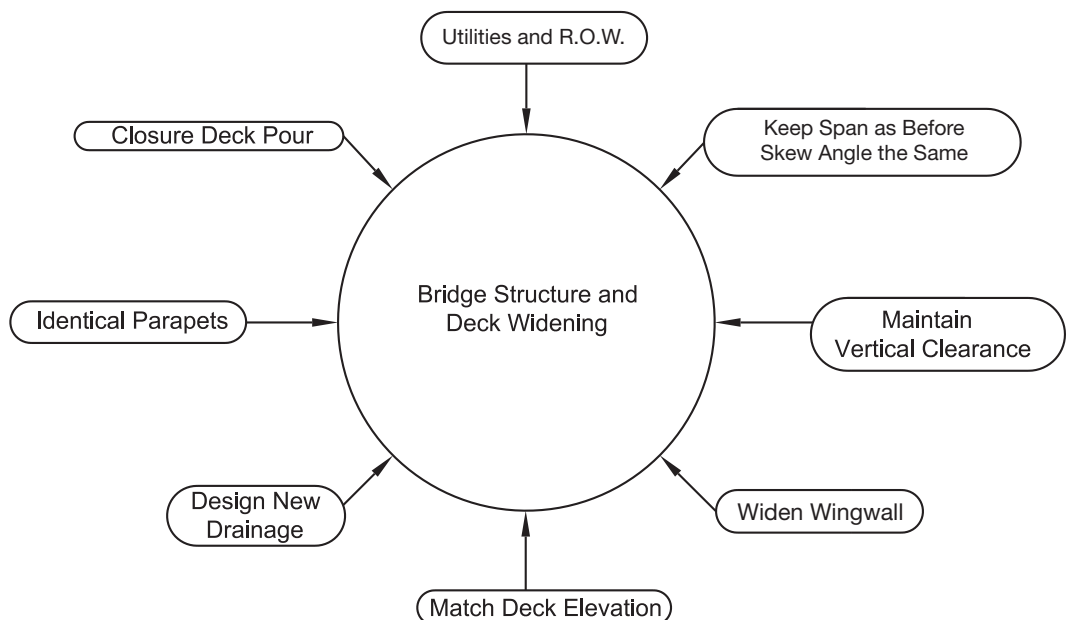 Utilities and R.O.W.
Closure Deck Pour
Keep Span as Before
Skew Angle the Same
Bridge Structure and
Deck Widening
Identical Parapets
Maintain
Vertical Clearance
Design New
Drainage
Widen Wingwall
Match Deck Elevation